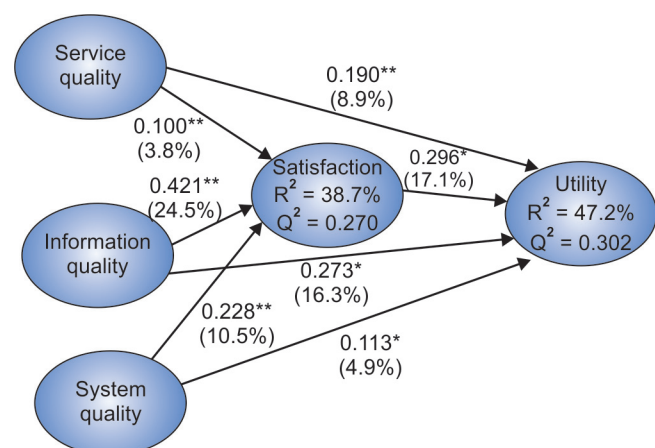 Service
quality
0.190**
(8.9%)
0.100**
(3.8%)
Satisfaction
R² = 38.7%
Q² = 0.270
0.296*
(17.1%)
Utility
R² = 47.2%
Q² = 0.302
0.421**
(24.5%)
Information
quality
0.273*
(16.3%)
0.228**
(10.5%)
0.113*
(4.9%)
System
quality